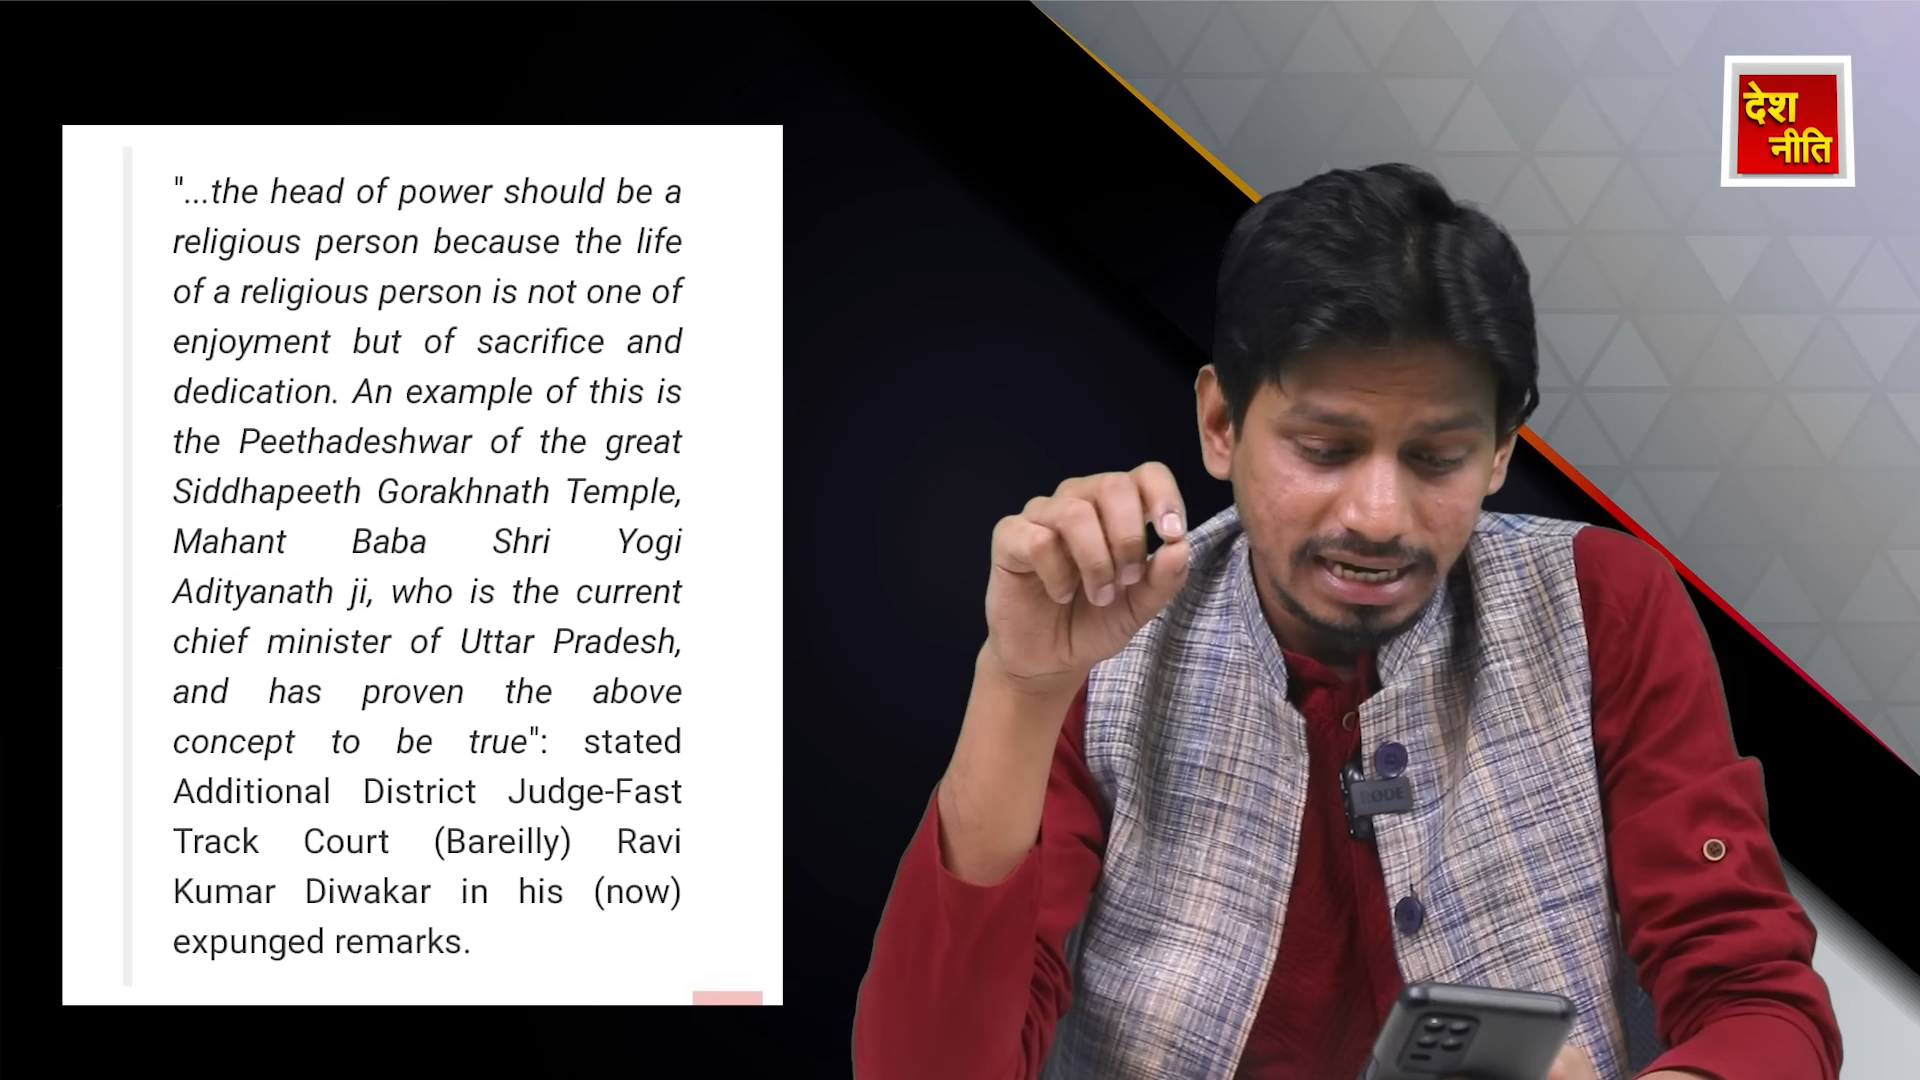 "...the head of power should be a
religious person because the life
of a religious person is not one of
enjoyment but of sacrifice and
dedication. An example of this is
the Peethadeshwar of the great
Siddhapeeth Gorakhnath Temple,
Mahant Baba Shri Yogi
Adityanath ji, who is the current
chief minister of Uttar Pradesh,
and has proven the above
concept to be true": stated
Additional District Judge-Fast
Track Court (Bareilly) Ravi
Kumar Diwakar in his (now)
expunged remarks.
देश
नीति
RODE